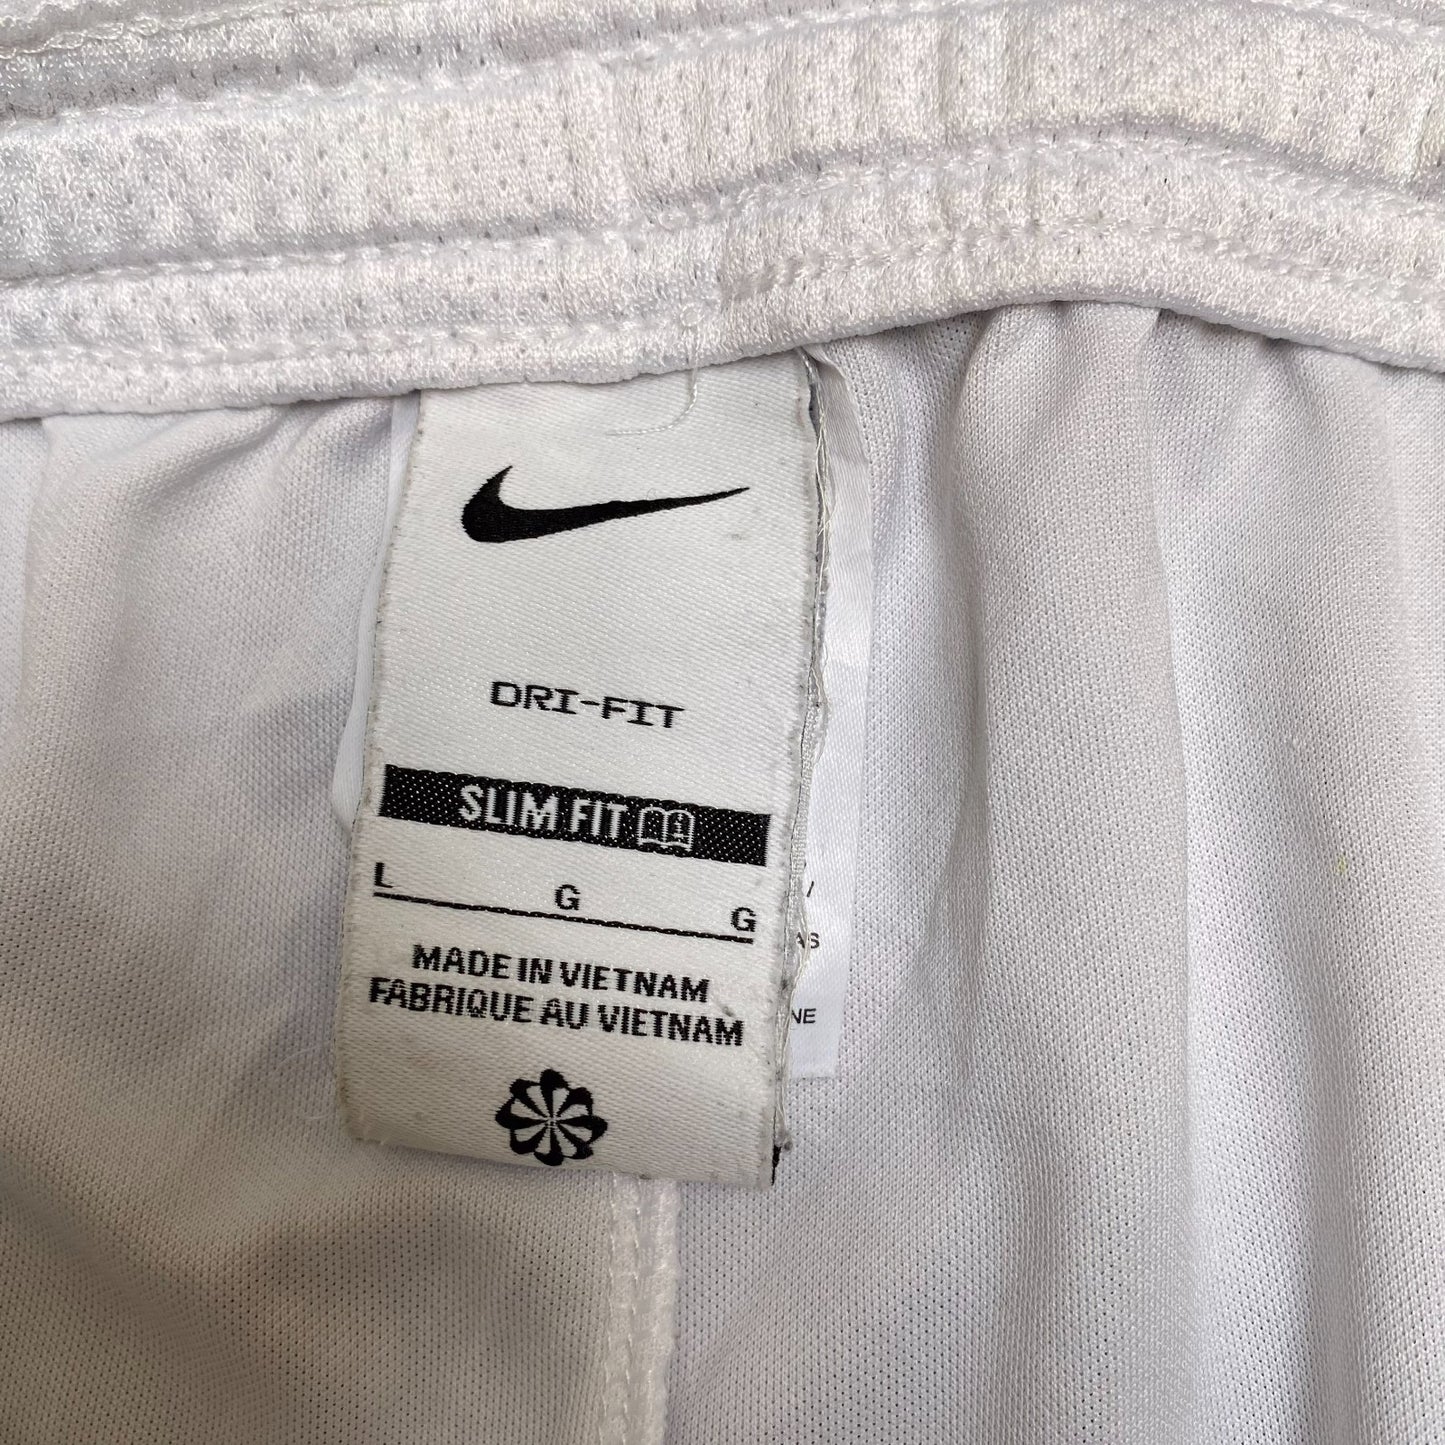 DRI-FIT
SLIM FIT
L G G
MADE IN VIETNAM
FABRIQUE AU VIETNAM